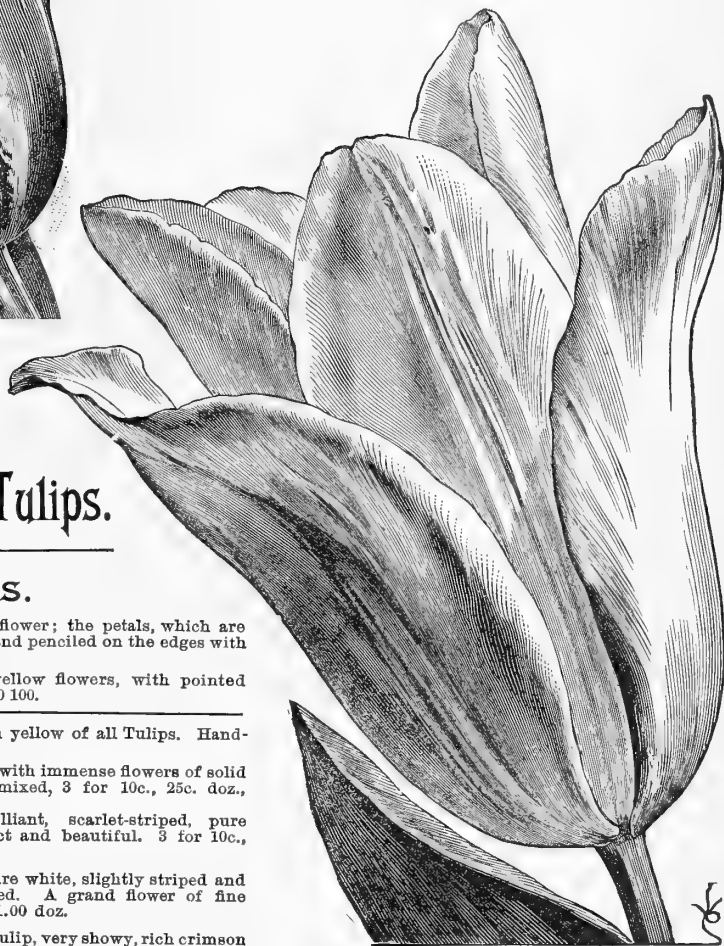 Tulips.
s.
flower; the petals, which are
nd penciled on the edges with
ellow flowers, with pointed
0 100.
yellow of all Tulips. Hand-
with immense flowers of solid
mixed, 3 for 10c., 25c. doz.,
lliant, scarlet-striped, pure
ct and beautiful. 3 for 10c.,
re white, slightly striped and
ed. A grand flower of fine
.00 doz.
ulip, very showy, rich crimson